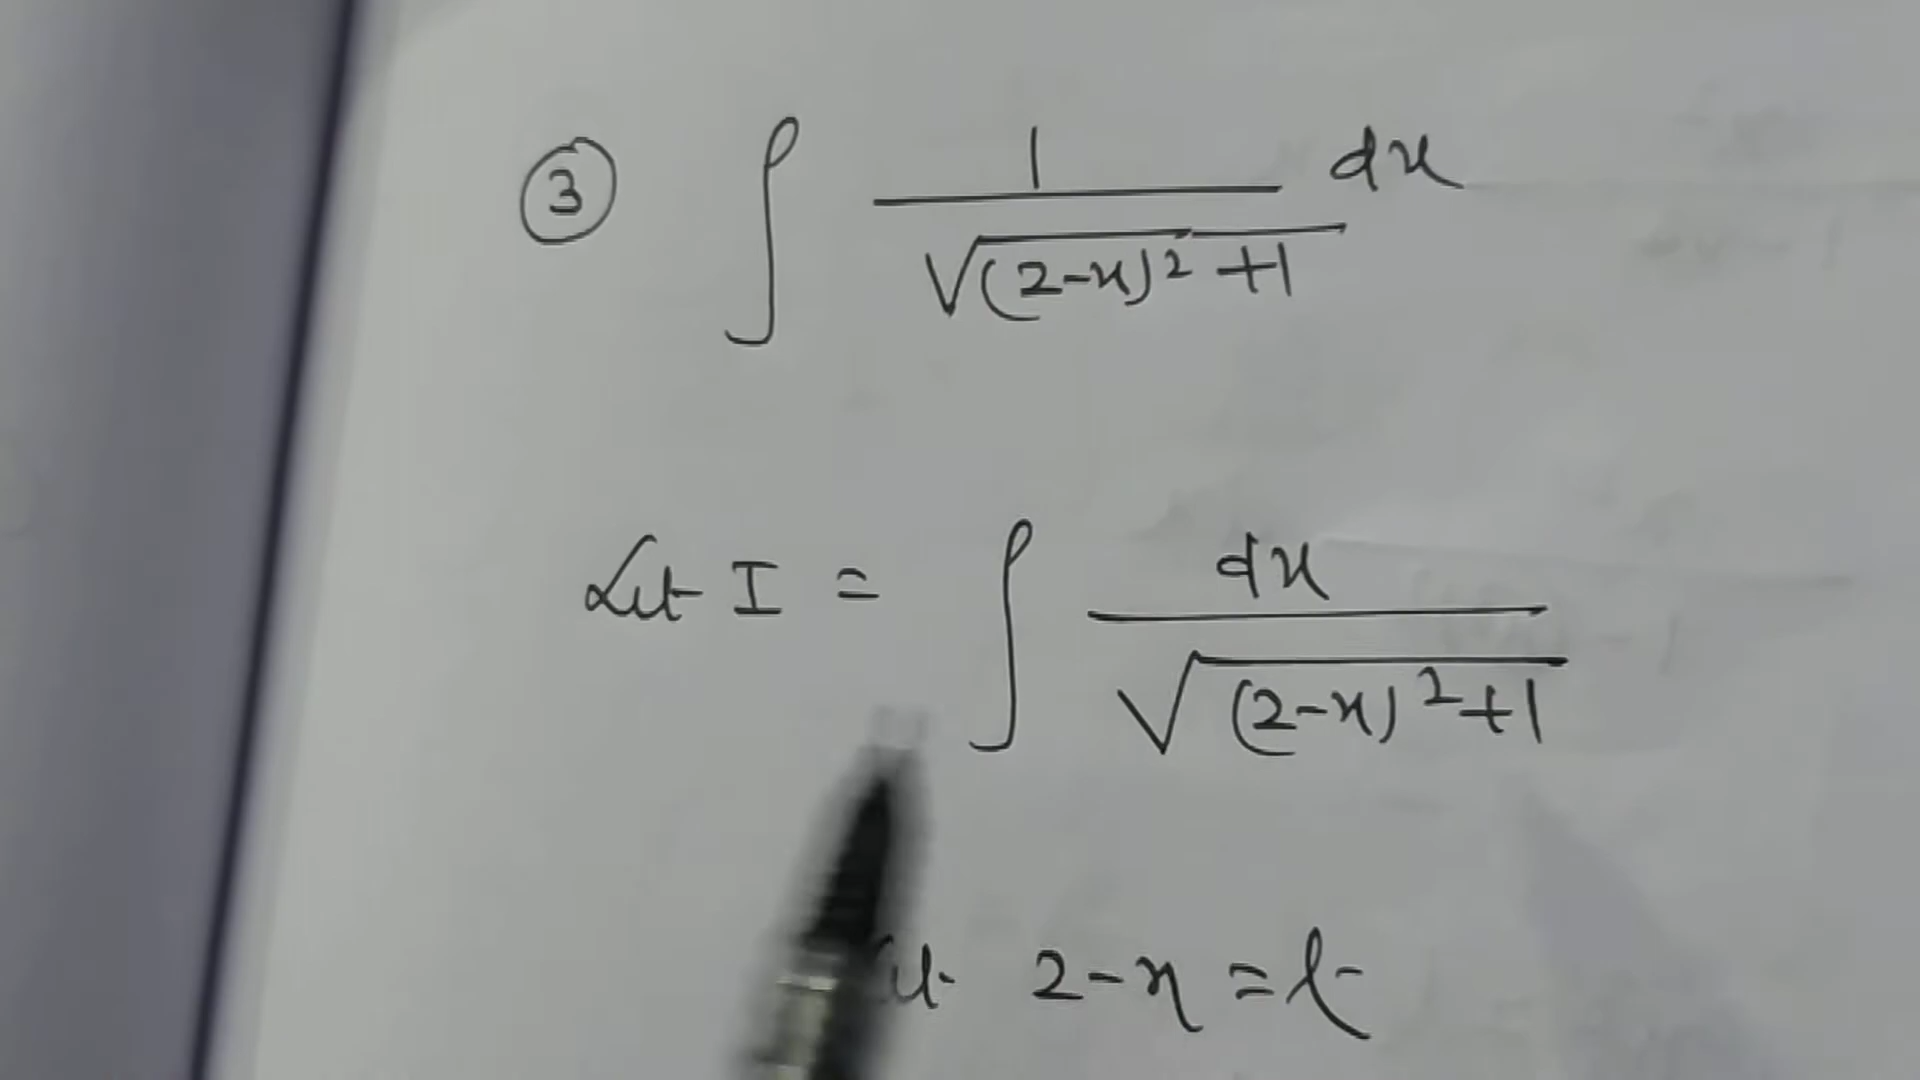 ③ ∫ 1/√((2-x)² +1) dx
Let I = ∫ dx/√((2-x)²+1)
2-x = t